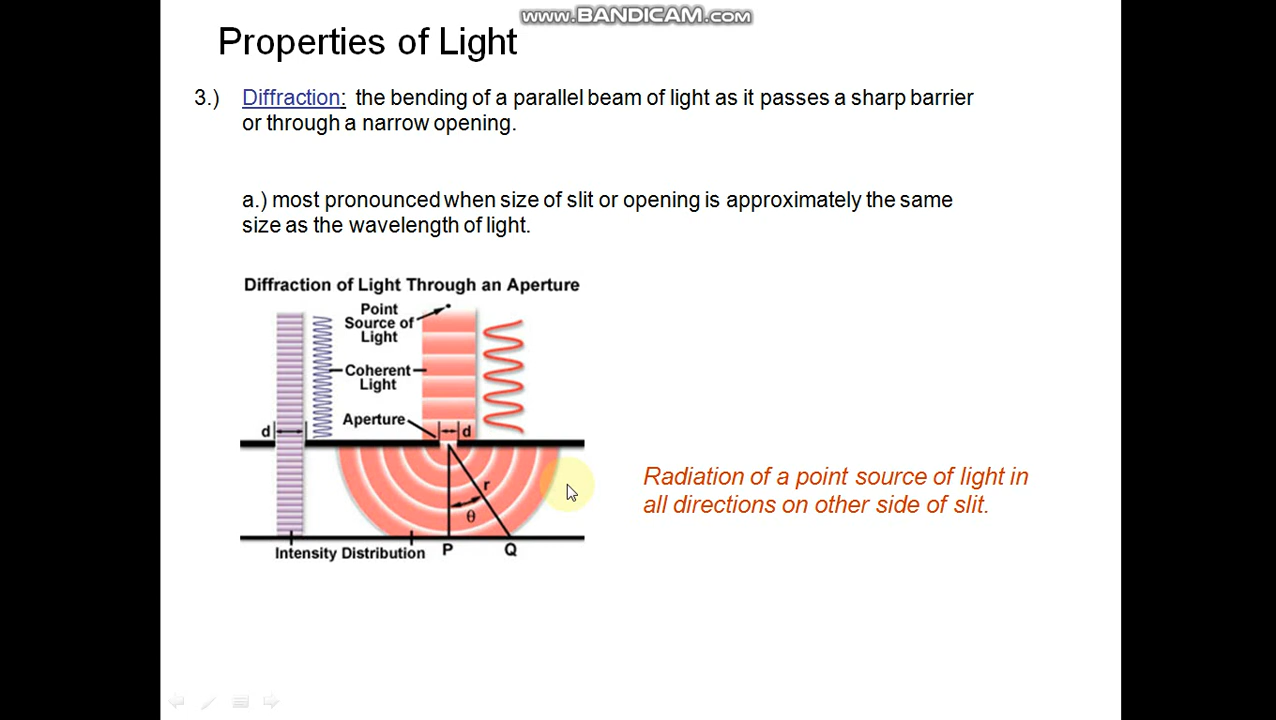 www.BANDICAM.com
Properties of Light
3.) Diffraction: the bending of a parallel beam of light as it passes a sharp barrier
or through a narrow opening.
a.) most pronounced when size of slit or opening is approximately the same
size as the wavelength of light.
Diffraction of Light Through an Aperture
Point
Source of
Light
Coherent
Light
Aperture
d
d
r
θ
Radiation of a point source of light in
all directions on other side of slit.
Intensity Distribution P Q